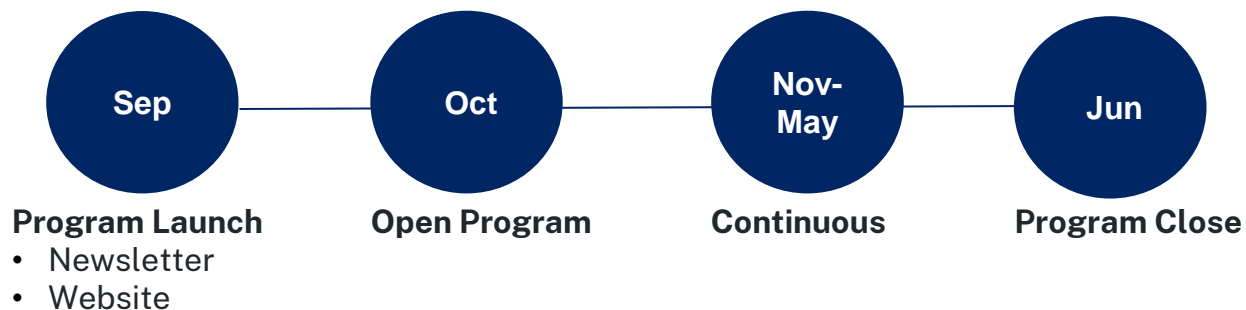 Sep
Oct
Nov-
May
Jun
Program Launch
• Newsletter
• Website
Open Program
Continuous
Program Close